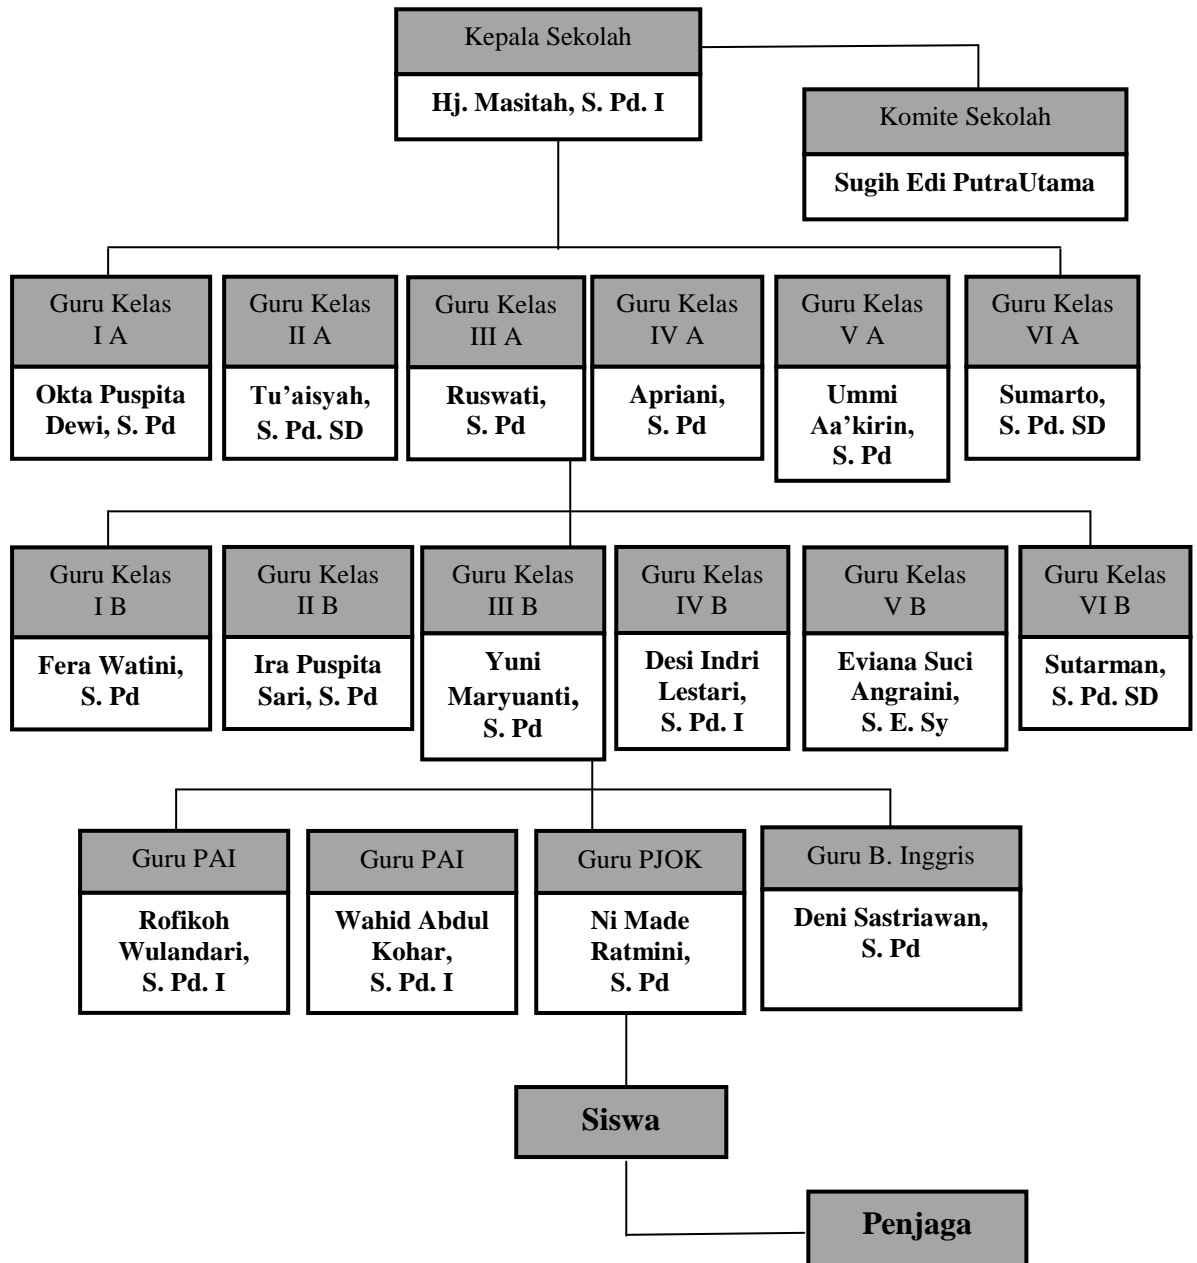 Kepala Sekolah
Hj. Masitah, S. Pd. I
Komite Sekolah
Sugih Edi PutraUtama
Guru Kelas
I A
Okta Puspita
Dewi, S. Pd
Guru Kelas
II A
Tu’aisyah,
S. Pd. SD
Guru Kelas
III A
Ruswati,
S. Pd
Guru Kelas
IV A
Apriani,
S. Pd
Guru Kelas
V A
Ummi
Aa’kirin,
S. Pd
Guru Kelas
VI A
Sumarto,
S. Pd. SD
Guru Kelas
I B
Fera Watini,
S. Pd
Guru Kelas
II B
Ira Puspita
Sari, S. Pd
Guru Kelas
III B
Yuni
Maryuanti,
S. Pd
Guru Kelas
IV B
Desi Indri
Lestari,
S. Pd. I
Guru Kelas
V B
Eviana Suci
Angraini,
S. E. Sy
Guru Kelas
VI B
Sutarman,
S. Pd. SD
Guru PAI
Rofikoh
Wulandari,
S. Pd. I
Guru PAI
Wahid Abdul
Kohar,
S. Pd. I
Guru PJOK
Ni Made
Ratmini,
S. Pd
Guru B. Inggris
Deni Sastriawan,
S. Pd
Siswa
Penjaga